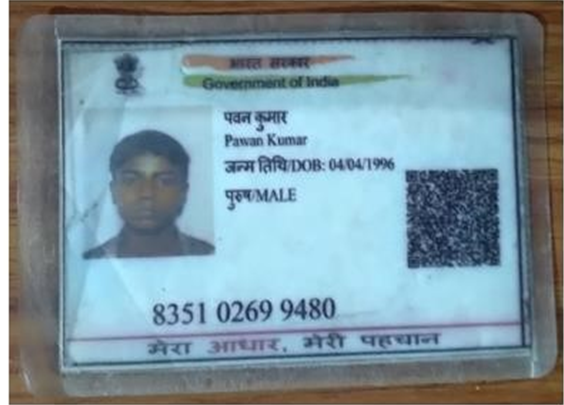 भारत सरकार
Government of India
पवन कुमार
Pawan Kumar
जन्म तिथि/DOB: 04/04/1996
पुरुष/MALE
8351 0269 9480
मेरा आधार, मेरी पहचान